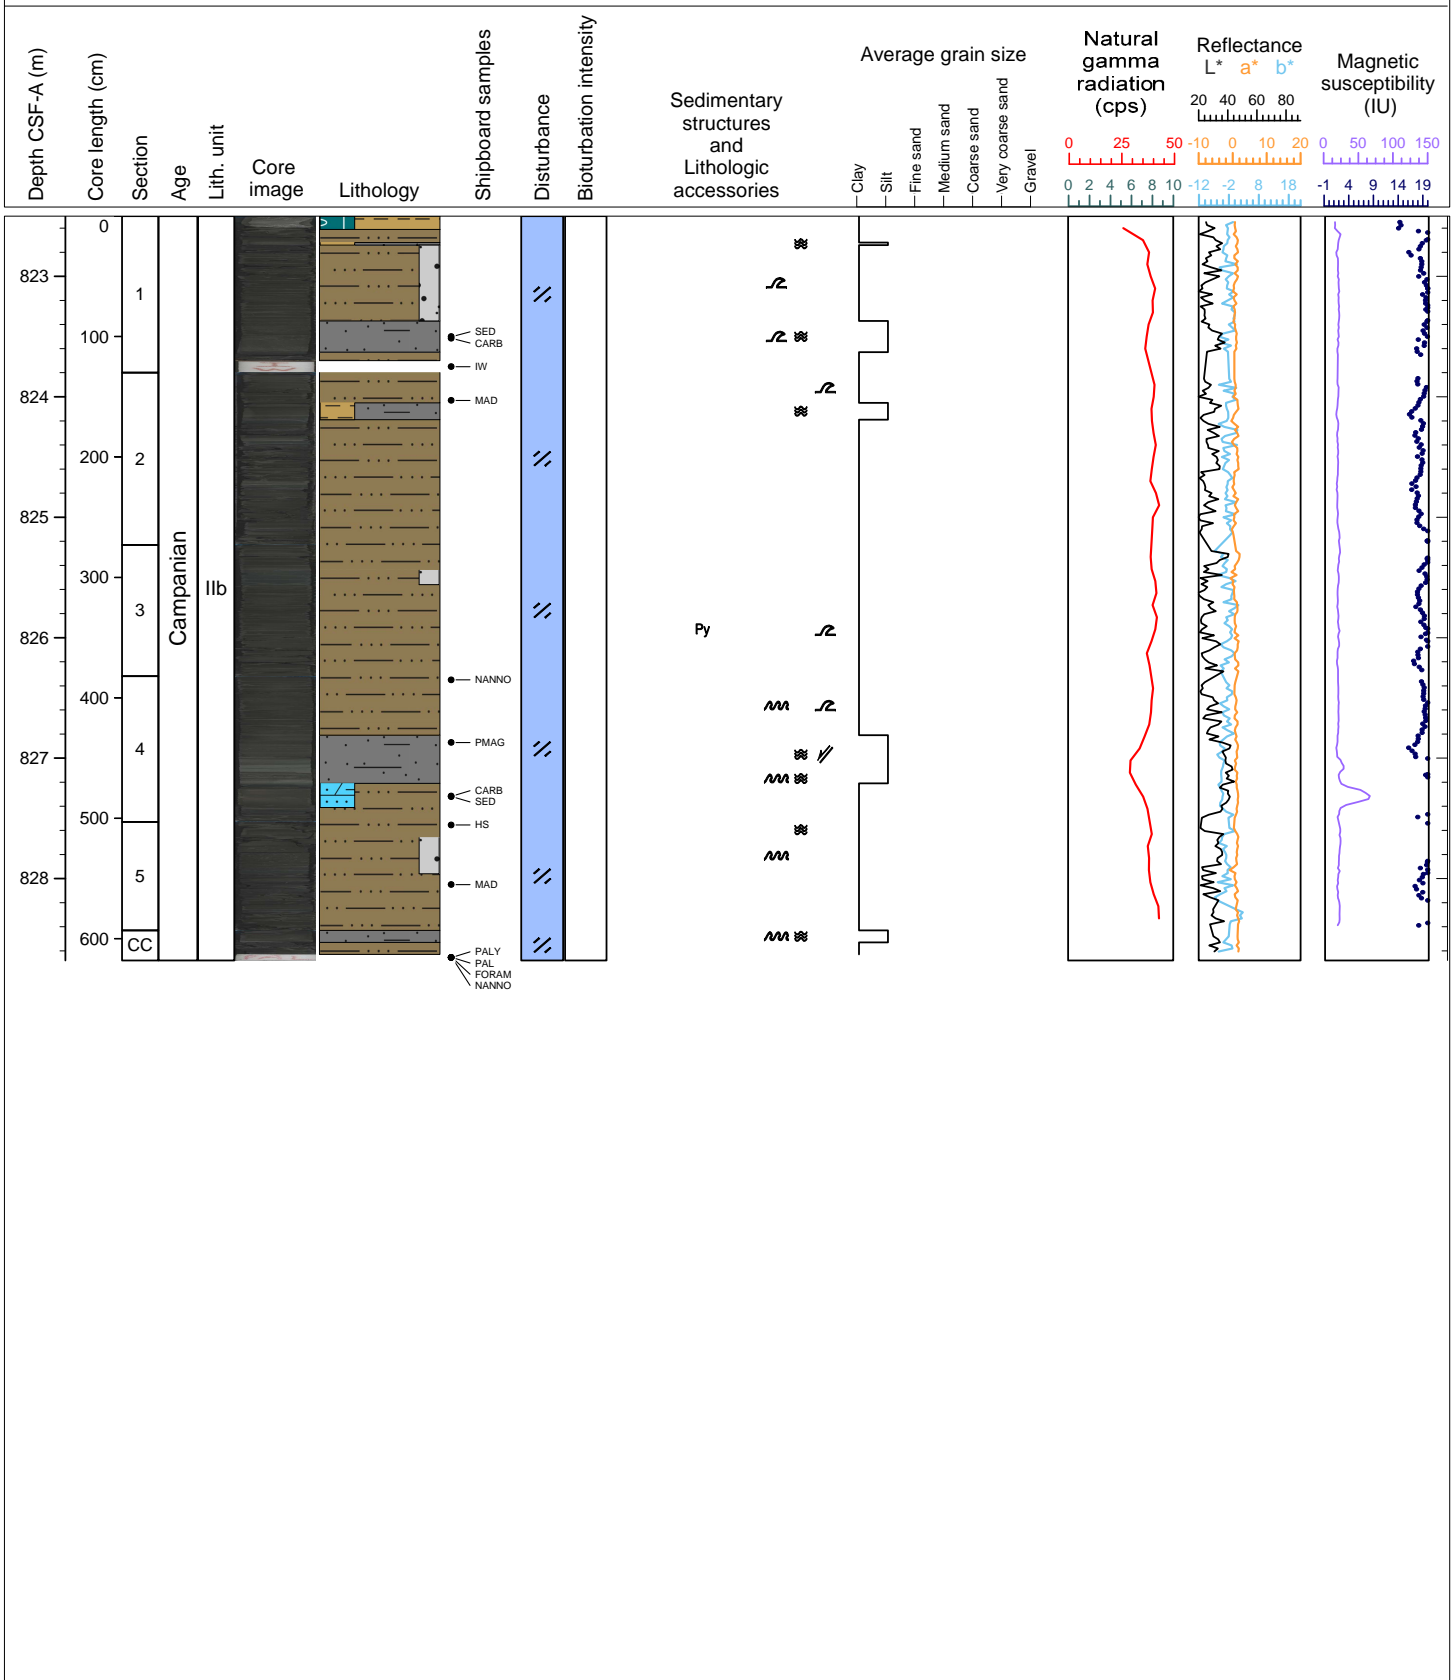 Depth CSF-A (m)
Core length (cm)
Section
Age
Lith. unit
Core
image
Lithology
Shipboard samples
Disturbance
Bioturbation intensity
Sedimentary
structures
and
Lithologic
accessories
Average grain size
Clay
Silt
Fine sand
Medium sand
Coarse sand
Very coarse sand
Gravel
Natural
gamma
radiation
(cps)
0 25 50
0 2 4 6 8 10
Reflectance
L* a* b*
20 40 60 80
-10 0 10 20
-12 -2 8 18
Magnetic
susceptibility
(IU)
0 50 100 150
-1 4 9 14 19
0
823
1
100
SED
CARB
IW
824
MAD
200
2
825
Campanian
IIb
300
3
826
Py
NANNO
400
4
PMAG
827
CARB
SED
500
HS
5
828
MAD
600
CC
PALY
PAL
FORAM
NANNO